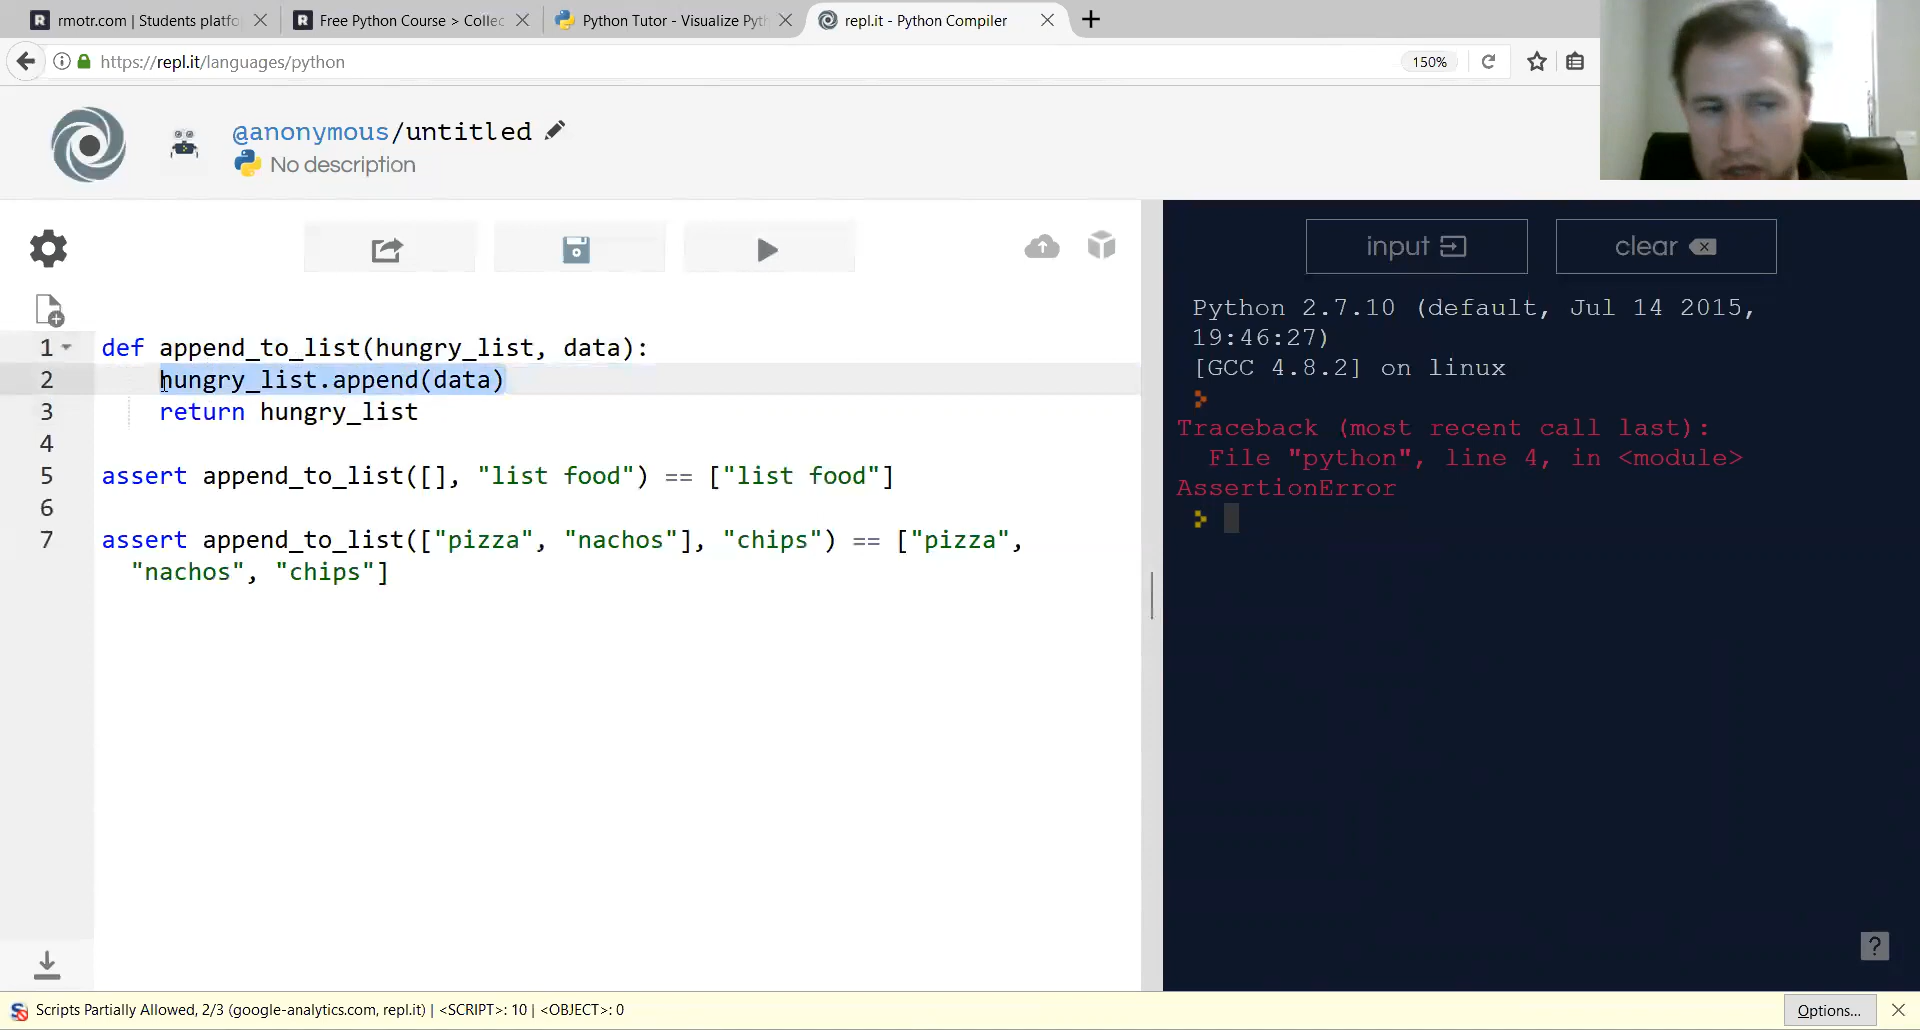 rmotr.com | Students platfo
Free Python Course > Collec
Python Tutor - Visualize Pyth
repl.it - Python Compiler
https://repl.it/languages/python
150%
@anonymous/untitled
No description
input
clear
Python 2.7.10 (default, Jul 14 2015,
19:46:27)
[GCC 4.8.2] on linux
Traceback (most recent call last):
File "python", line 4, in <module>
AssertionError
1 def append_to_list(hungry_list, data):
2 hungry_list.append(data)
3 return hungry_list
4
5 assert append_to_list([], "list food") == ["list food"]
6
7 assert append_to_list(["pizza", "nachos"], "chips") == ["pizza",
"nachos", "chips"]
?
Scripts Partially Allowed, 2/3 (google-analytics.com, repl.it) | <SCRIPT>: 10 | <OBJECT>: 0
Options...